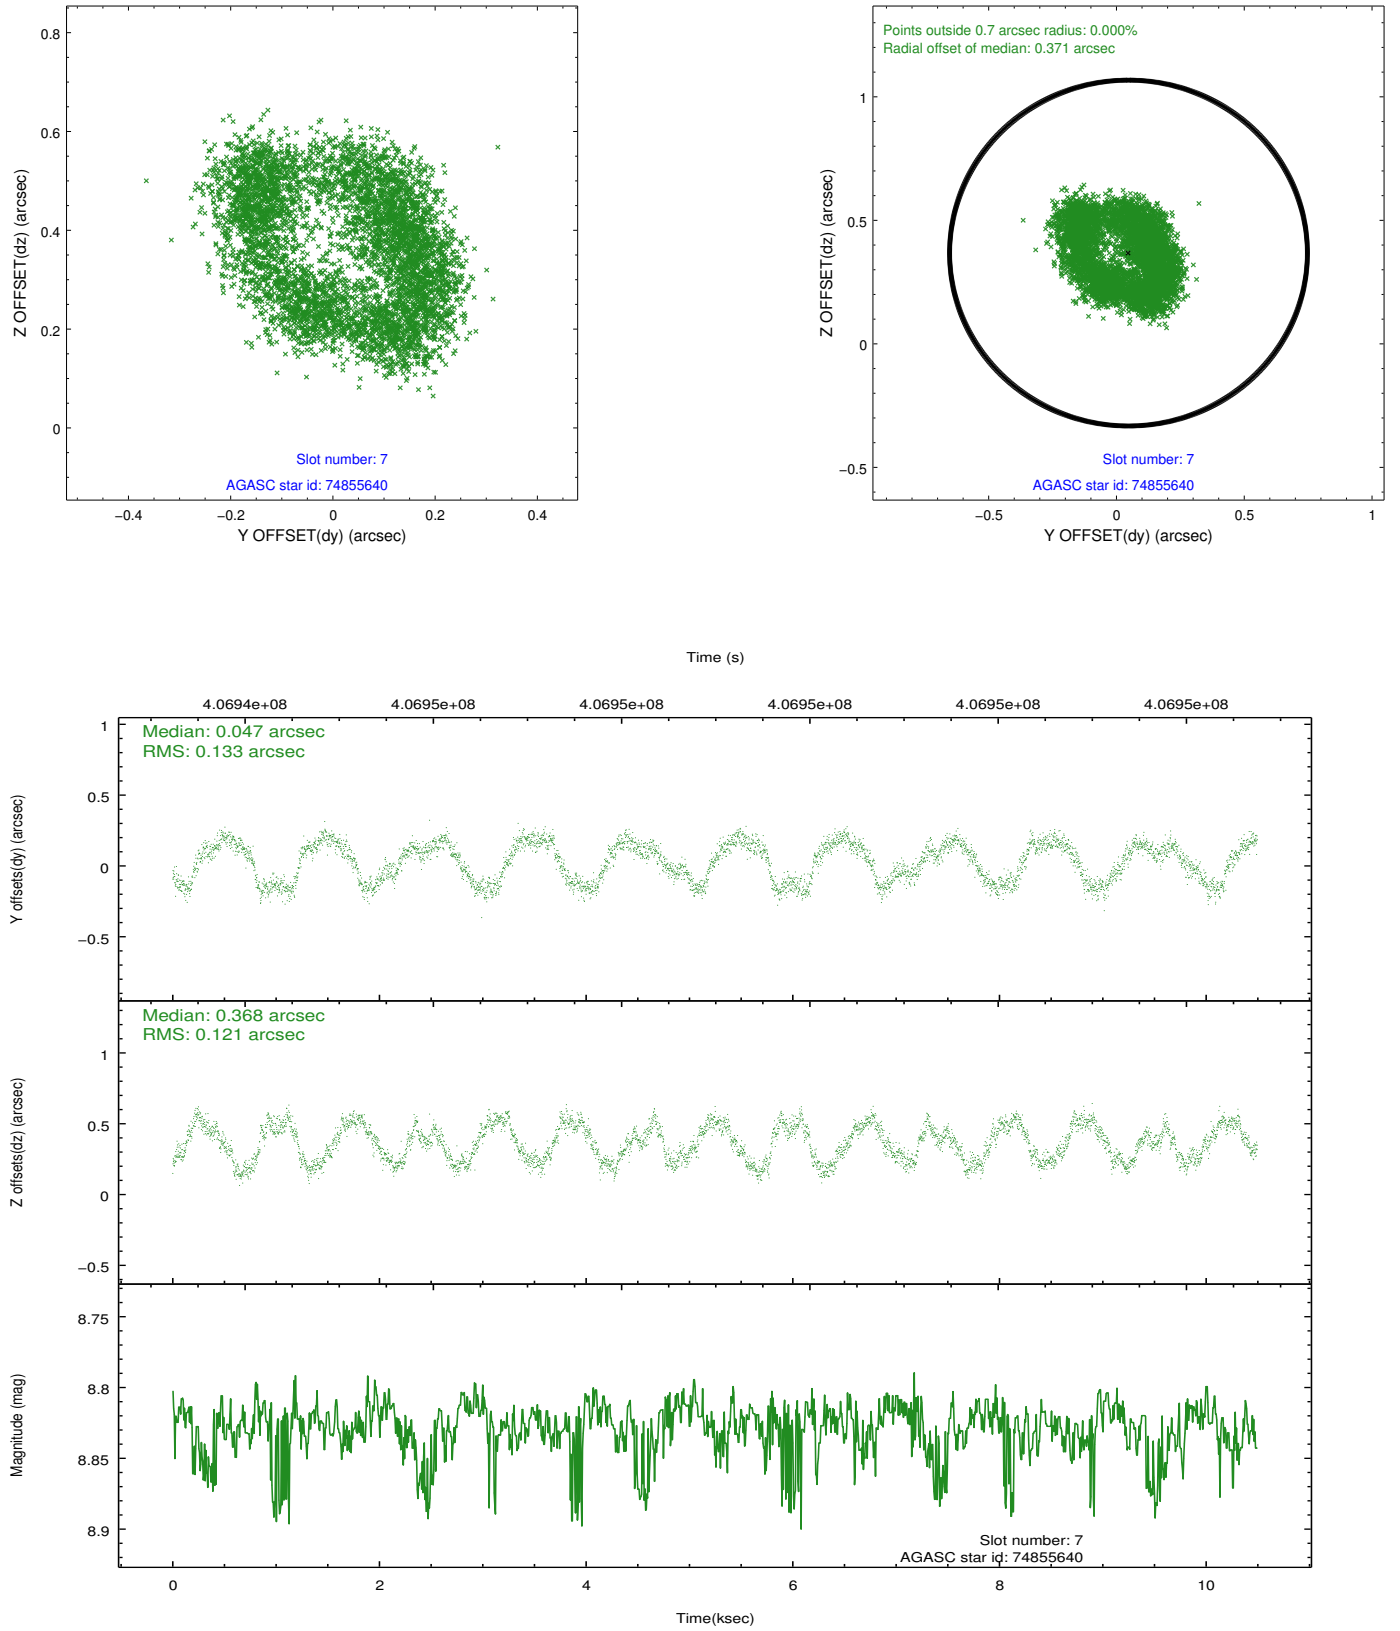 0.8
0.6
0.4
0.2
0
−0.4
−0.2
0
0.2
0.4
Z OFFSET(dz) (arcsec)
Y OFFSET(dy) (arcsec)
Slot number: 7
AGASC star id: 74855640
Points outside 0.7 arcsec radius: 0.000%
Radial offset of median: 0.371 arcsec
1
0.5
0
−0.5
−0.5
0
0.5
1
Z OFFSET(dz) (arcsec)
Y OFFSET(dy) (arcsec)
Slot number: 7
AGASC star id: 74855640
Time (s)
4.0694e+08
4.0695e+08
4.0695e+08
4.0695e+08
4.0695e+08
4.0695e+08
Median: 0.047 arcsec
RMS: 0.133 arcsec
1
0.5
0
−0.5
Y offsets(dy) (arcsec)
Median: 0.368 arcsec
RMS: 0.121 arcsec
1
0.5
0
−0.5
Z offsets(dz) (arcsec)
8.75
8.8
8.85
8.9
Magnitude (mag)
Slot number: 7
AGASC star id: 74855640
0
2
4
6
8
10
Time(ksec)